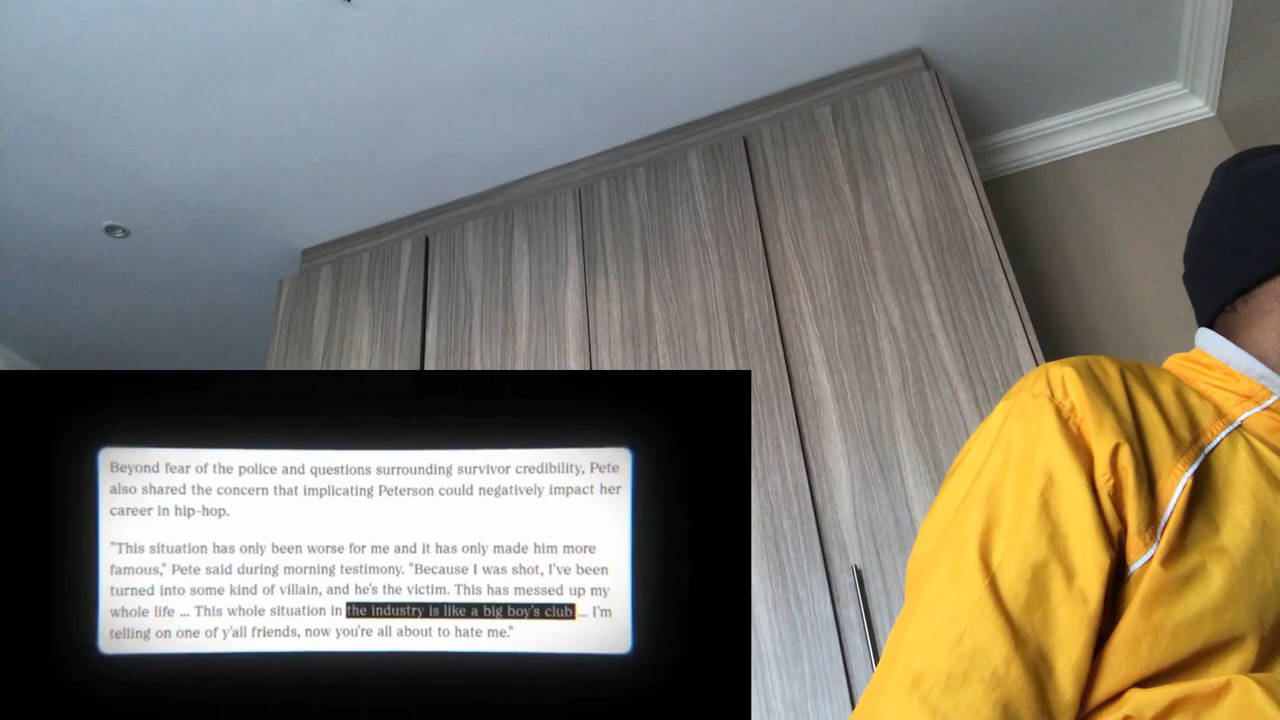 Beyond fear of the police and questions surrounding survivor credibility, Pete
also shared the concern that implicating Peterson could negatively impact her
career in hip-hop.
"This situation has only been worse for me and it has only made him more
famous," Pete said during morning testimony. "Because I was shot, I've been
turned into some kind of villain, and he's the victim. This has messed up my
whole life ... This whole situation in the industry is like a big boy's club ... I'm
telling on one of y'all friends, now you're all about to hate me."